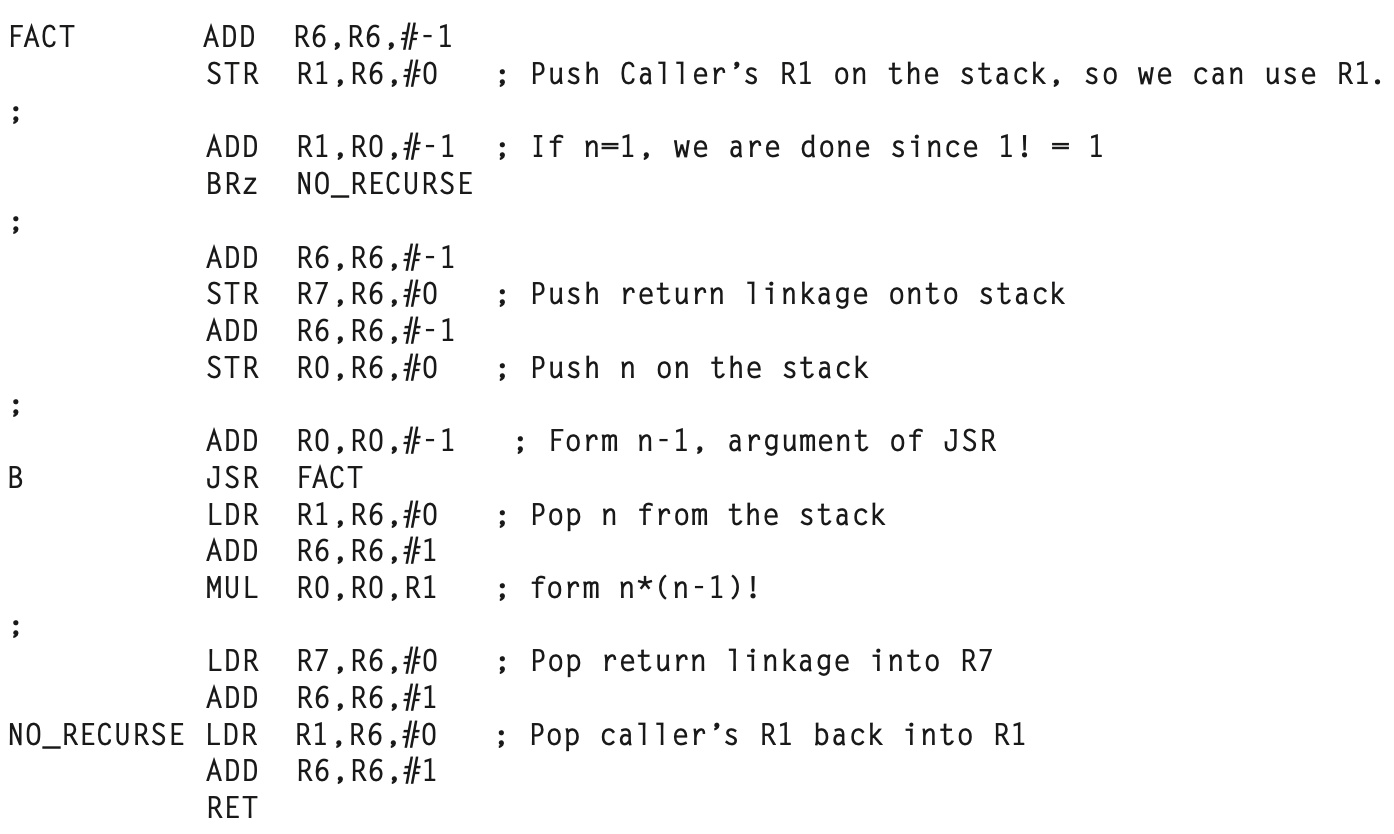 FACT ADD R6,R6,#-1
STR R1,R6,#0 ; Push Caller’s R1 on the stack, so we can use R1.
;
ADD R1,R0,#-1 ; If n=1, we are done since 1! = 1
BRz NO_RECURSE
;
ADD R6,R6,#-1
STR R7,R6,#0 ; Push return linkage onto stack
ADD R6,R6,#-1
STR R0,R6,#0 ; Push n on the stack
;
ADD R0,R0,#-1 ; Form n-1, argument of JSR
B JSR FACT
LDR R1,R6,#0 ; Pop n from the stack
ADD R6,R6,#1
MUL R0,R0,R1 ; form n*(n-1)!
;
LDR R7,R6,#0 ; Pop return linkage into R7
ADD R6,R6,#1
NO_RECURSE LDR R1,R6,#0 ; Pop caller’s R1 back into R1
ADD R6,R6,#1
RET